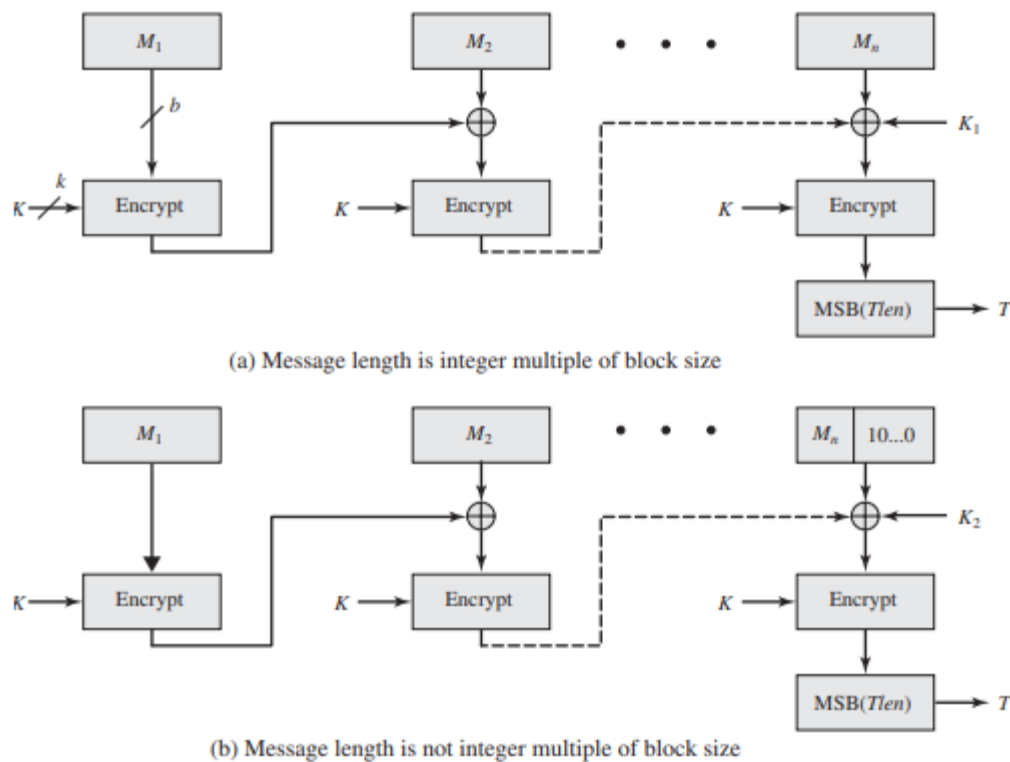 M₁ M₂ • • • Mₙ
b
K₁
k
K Encrypt K Encrypt K Encrypt
MSB(Tlen) T
(a) Message length is integer multiple of block size
M₁ M₂ • • • Mₙ 10...0
K₂
K Encrypt K Encrypt K Encrypt
MSB(Tlen) T
(b) Message length is not integer multiple of block size